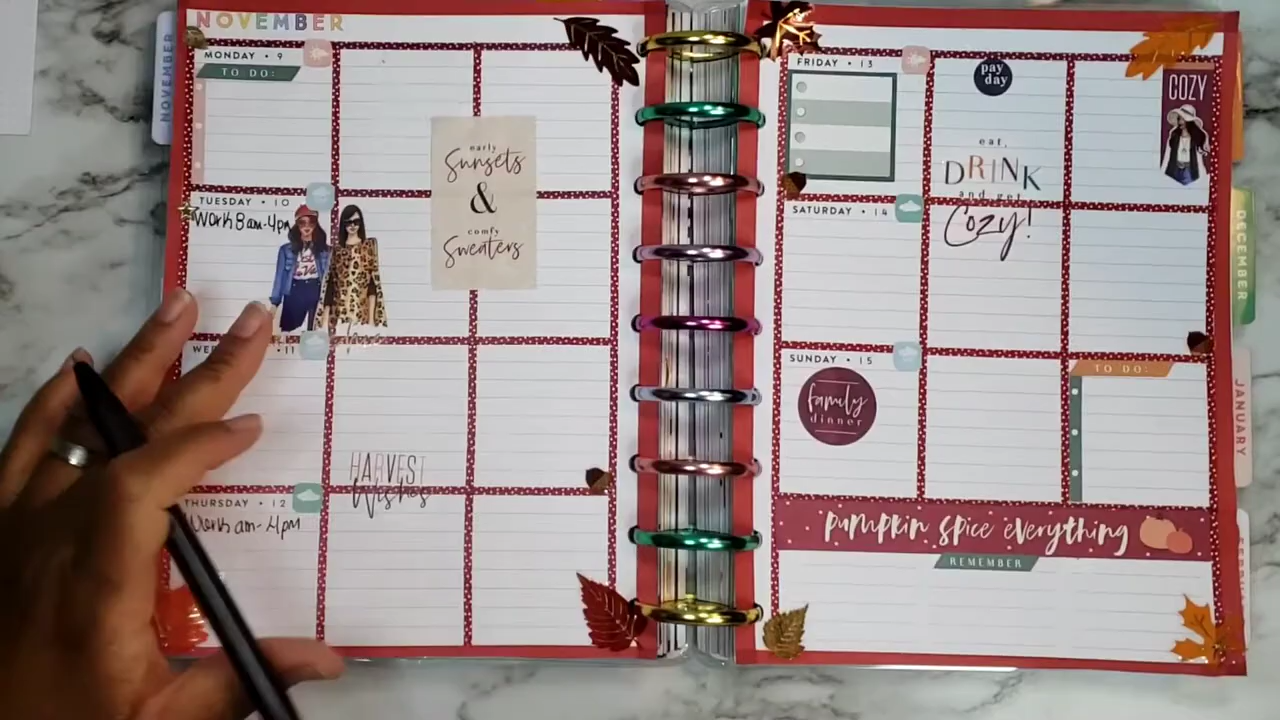 NOVEMBER
NOVEMBER
MONDAY • 9
TO DO:
early
Sunsets
&
comfy
Sweaters
TUESDAY • 10
Work 8am-4pm
11
HARVEST
Wishes
THURSDAY • 12
Work am-4pm
FRIDAY • 13
pay
day
COZY
eat,
DRINK
and get
Cozy!
SATURDAY • 14
SUNDAY • 15
family
dinner
TO DO:
pumpkin spice everything
REMEMBER
DECEMBER
JANUARY